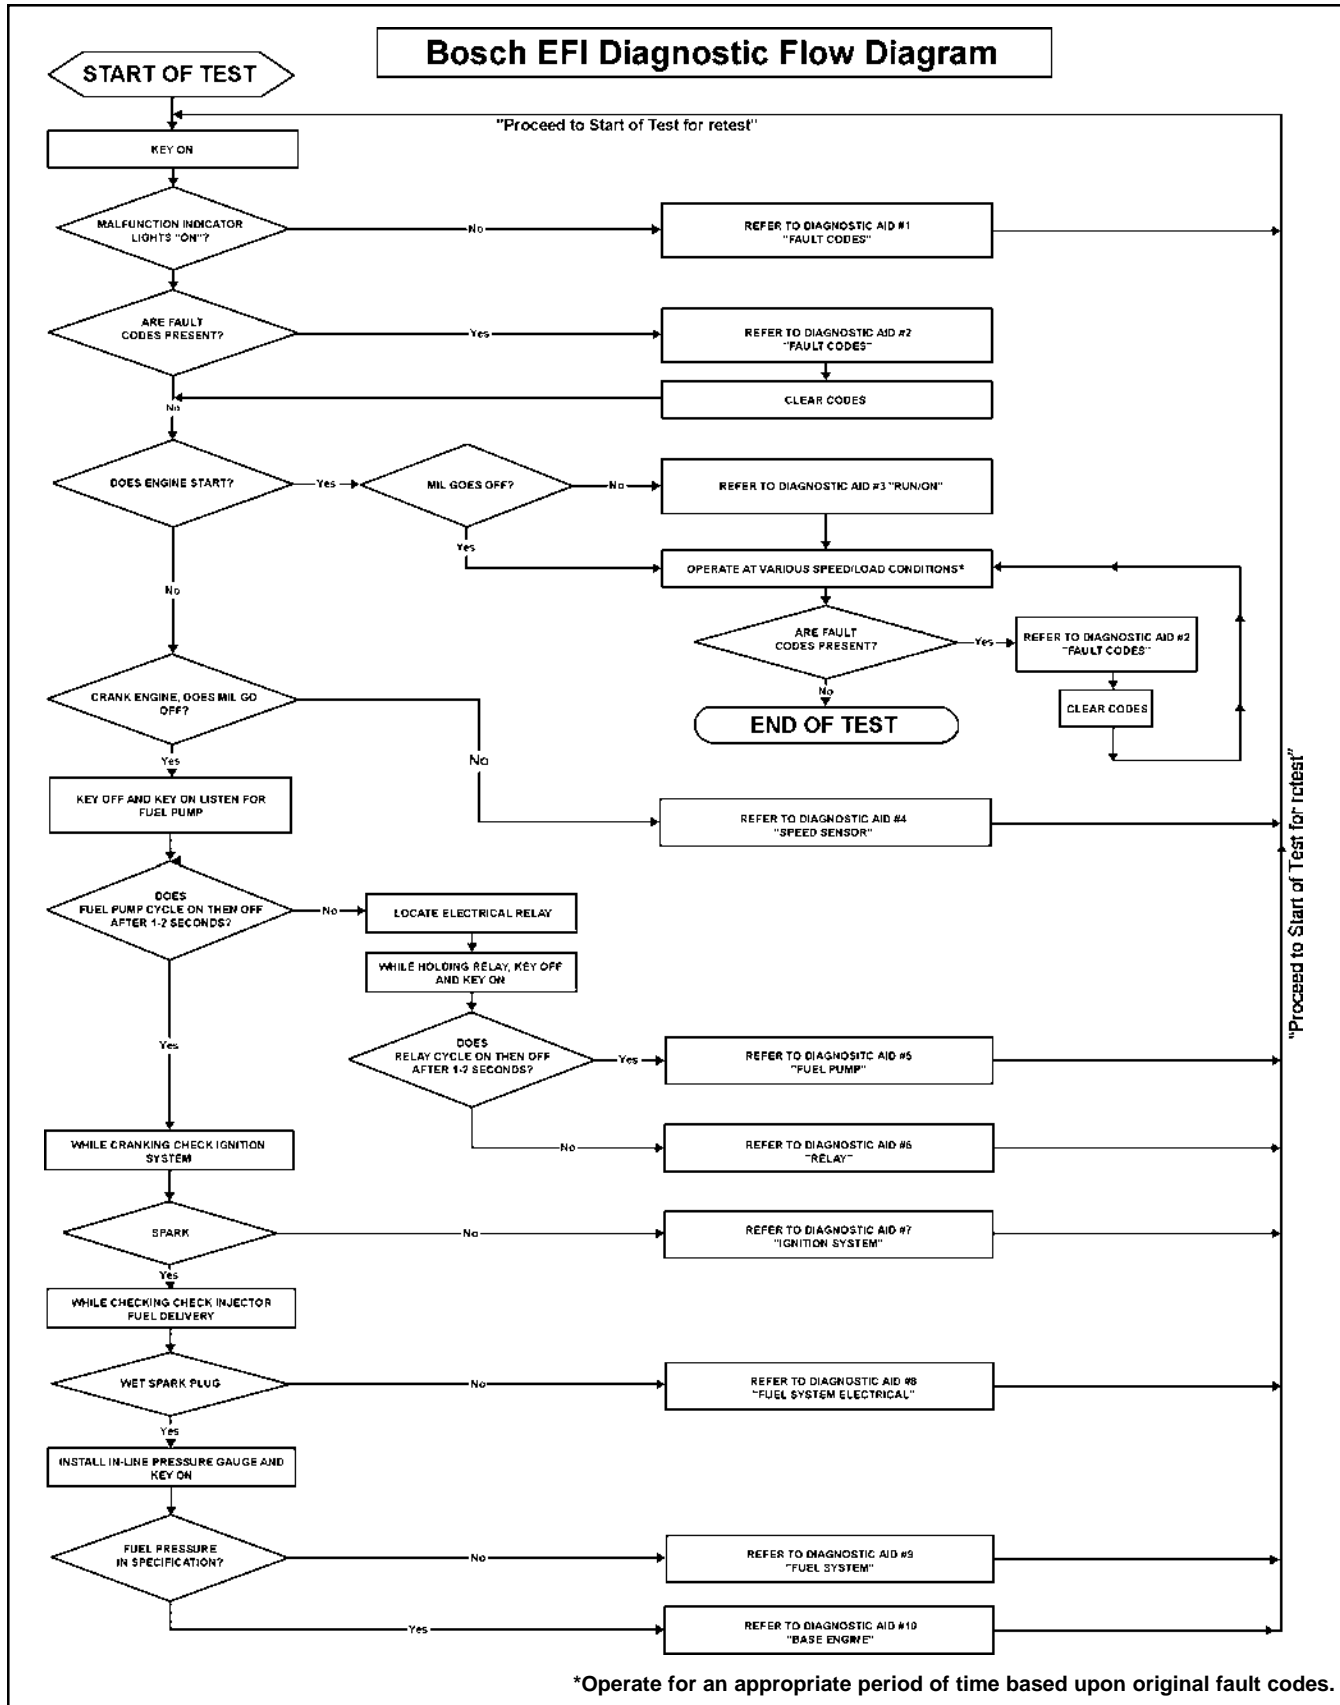 Bosch EFI Diagnostic Flow Diagram
START OF TEST
"Proceed to Start of Test for retest"
KEY ON
MALFUNCTION INDICATOR
LIGHTS "ON"?
No
REFER TO DIAGNOSTIC AID #1
"FAULT CODES"
ARE FAULT
CODES PRESENT?
Yes
REFER TO DIAGNOSTIC AID #2
"FAULT CODES"
CLEAR CODES
No
DOES ENGINE START?
Yes
MIL GOES OFF?
No
REFER TO DIAGNOSTIC AID #3 "RUN/ON"
Yes
OPERATE AT VARIOUS SPEED/LOAD CONDITIONS*
No
ARE FAULT
CODES PRESENT?
Yes
REFER TO DIAGNOSTIC AID #2
"FAULT CODES"
No
CLEAR CODES
END OF TEST
CRANK ENGINE, DOES MIL GO
OFF?
Yes
No
KEY OFF AND KEY ON LISTEN FOR
FUEL PUMP
REFER TO DIAGNOSTIC AID #4
"SPEED SENSOR"
"Proceed to Start of Test for retest"
DOES
FUEL PUMP CYCLE ON THEN OFF
AFTER 1-2 SECONDS?
No
LOCATE ELECTRICAL RELAY
WHILE HOLDING RELAY, KEY OFF
AND KEY ON
Yes
DOES
RELAY CYCLE ON THEN OFF
AFTER 1-2 SECONDS?
Yes
REFER TO DIAGNOSITC AID #5
"FUEL PUMP"
No
REFER TO DIAGNOSTIC AID #6
"RELAY"
WHILE CRANKING CHECK IGNITION
SYSTEM
SPARK
No
REFER TO DIAGNOSTIC AID #7
"IGNITION SYSTEM"
Yes
WHILE CHECKING CHECK INJECTOR
FUEL DELIVERY
WET SPARK PLUG
No
REFER TO DIAGNOSTIC AID #8
"FUEL SYSTEM ELECTRICAL"
Yes
INSTALL IN-LINE PRESSURE GAUGE AND
KEY ON
FUEL PRESSURE
IN SPECIFICATION?
No
REFER TO DIAGNOSTIC AID #9
"FUEL SYSTEM"
Yes
REFER TO DIAGNOSTIC AID #10
"BASE ENGINE"
*Operate for an appropriate period of time based upon original fault codes.